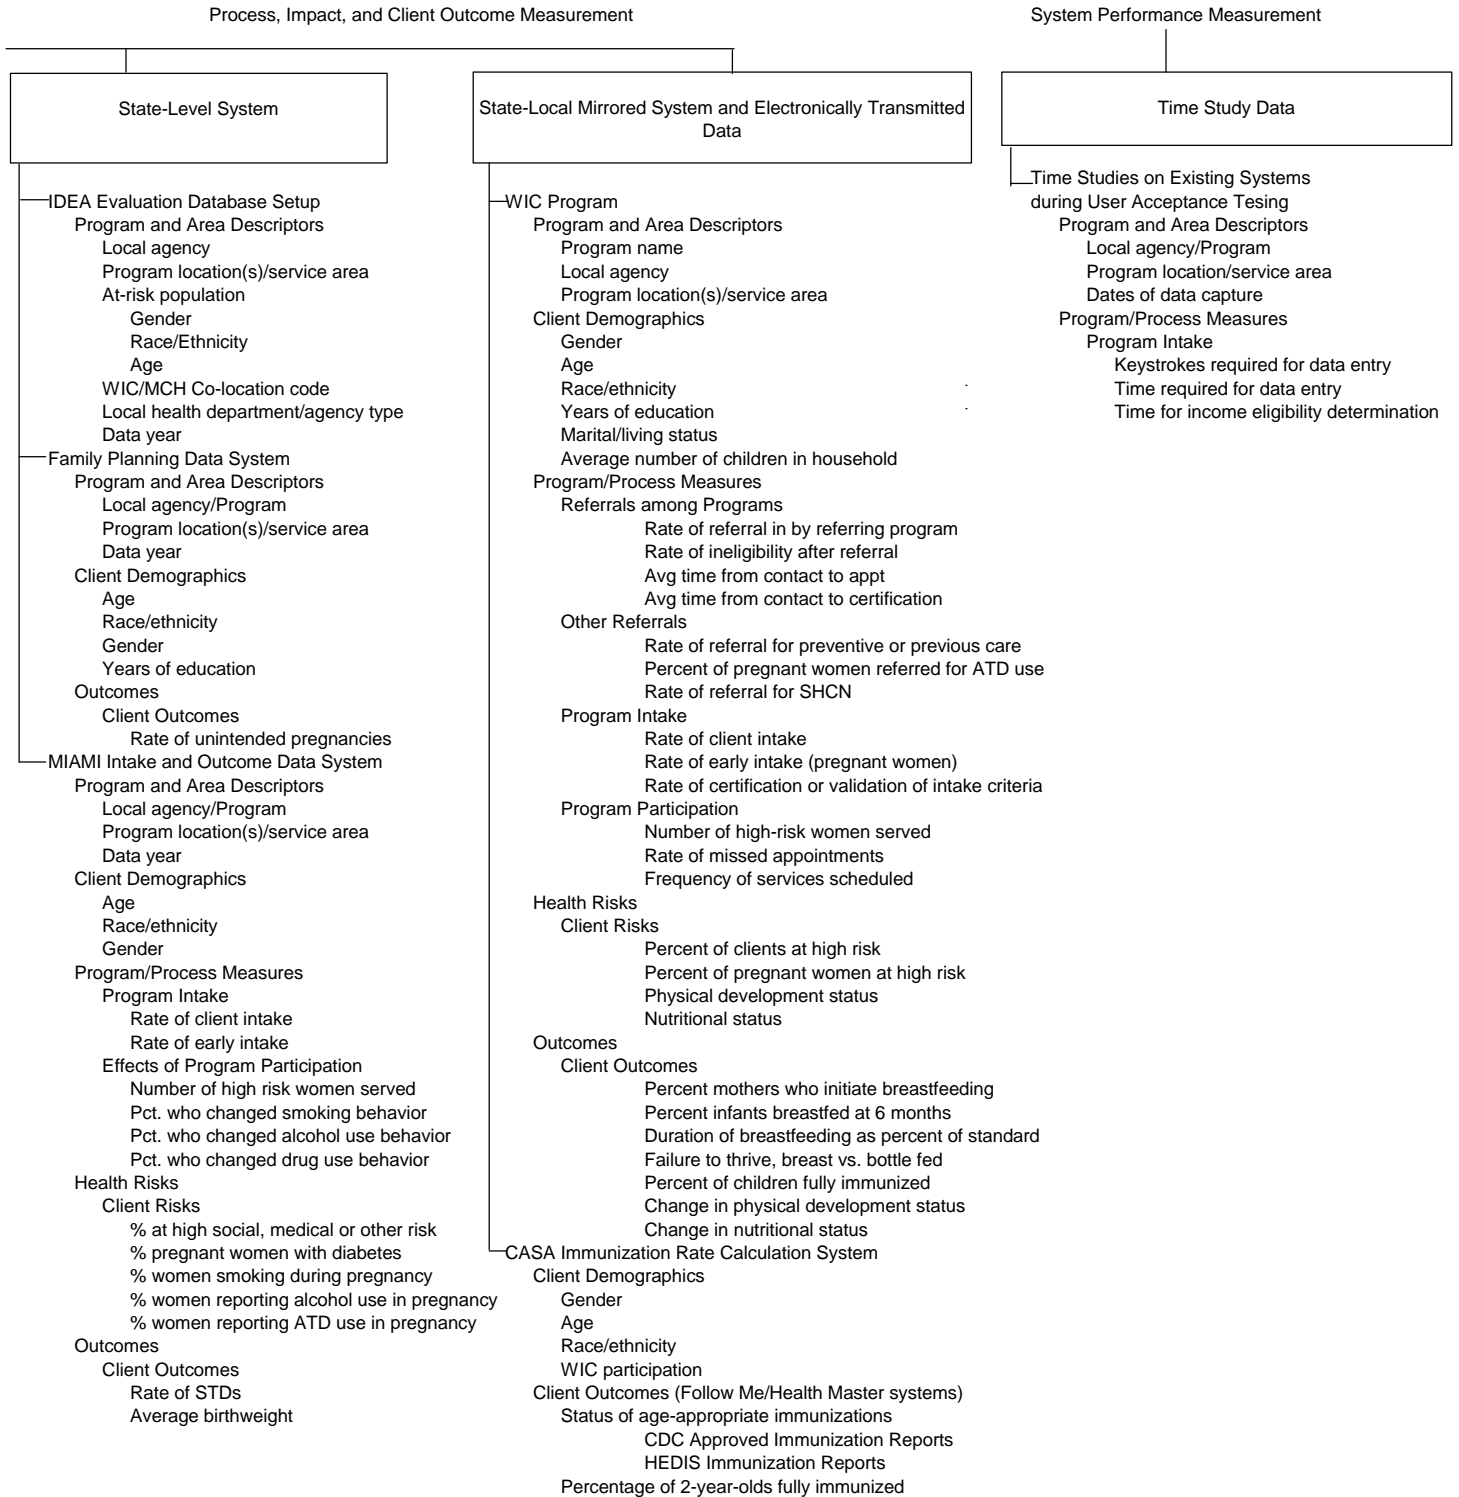 Process, Impact, and Client Outcome Measurement
System Performance Measurement
State-Level System
State-Local Mirrored System and Electronically Transmitted
Data
Time Study Data
IDEA Evaluation Database Setup
Program and Area Descriptors
Local agency
Program location(s)/service area
At-risk population
Gender
Race/Ethnicity
Age
WIC/MCH Co-location code
Local health department/agency type
Data year
Family Planning Data System
Program and Area Descriptors
Local agency/Program
Program location(s)/service area
Data year
Client Demographics
Age
Race/ethnicity
Gender
Years of education
Outcomes
Client Outcomes
Rate of unintended pregnancies
MIAMI Intake and Outcome Data System
Program and Area Descriptors
Local agency/Program
Program location(s)/service area
Data year
Client Demographics
Age
Race/ethnicity
Gender
Program/Process Measures
Program Intake
Rate of client intake
Rate of early intake
Effects of Program Participation
Number of high risk women served
Pct. who changed smoking behavior
Pct. who changed alcohol use behavior
Pct. who changed drug use behavior
Health Risks
Client Risks
% at high social, medical or other risk
% pregnant women with diabetes
% women smoking during pregnancy
% women reporting alcohol use in pregnancy
% women reporting ATD use in pregnancy
Outcomes
Client Outcomes
Rate of STDs
Average birthweight
WIC Program
Program and Area Descriptors
Program name
Local agency
Program location(s)/service area
Client Demographics
Gender
Age
Race/ethnicity
Years of education
Marital/living status
Average number of children in household
Program/Process Measures
Referrals among Programs
Rate of referral in by referring program
Rate of ineligibility after referral
Avg time from contact to appt
Avg time from contact to certification
Other Referrals
Rate of referral for preventive or previous care
Percent of pregnant women referred for ATD use
Rate of referral for SHCN
Program Intake
Rate of client intake
Rate of early intake (pregnant women)
Rate of certification or validation of intake criteria
Program Participation
Number of high-risk women served
Rate of missed appointments
Frequency of services scheduled
Health Risks
Client Risks
Percent of clients at high risk
Percent of pregnant women at high risk
Physical development status
Nutritional status
Outcomes
Client Outcomes
Percent mothers who initiate breastfeeding
Percent infants breastfed at 6 months
Duration of breastfeeding as percent of standard
Failure to thrive, breast vs. bottle fed
Percent of children fully immunized
Change in physical development status
Change in nutritional status
CASA Immunization Rate Calculation System
Client Demographics
Gender
Age
Race/ethnicity
WIC participation
Client Outcomes (Follow Me/Health Master systems)
Status of age-appropriate immunizations
CDC Approved Immunization Reports
HEDIS Immunization Reports
Percentage of 2-year-olds fully immunized
Time Studies on Existing Systems
during User Acceptance Tesing
Program and Area Descriptors
Local agency/Program
Program location/service area
Dates of data capture
Program/Process Measures
Program Intake
Keystrokes required for data entry
Time required for data entry
Time for income eligibility determination